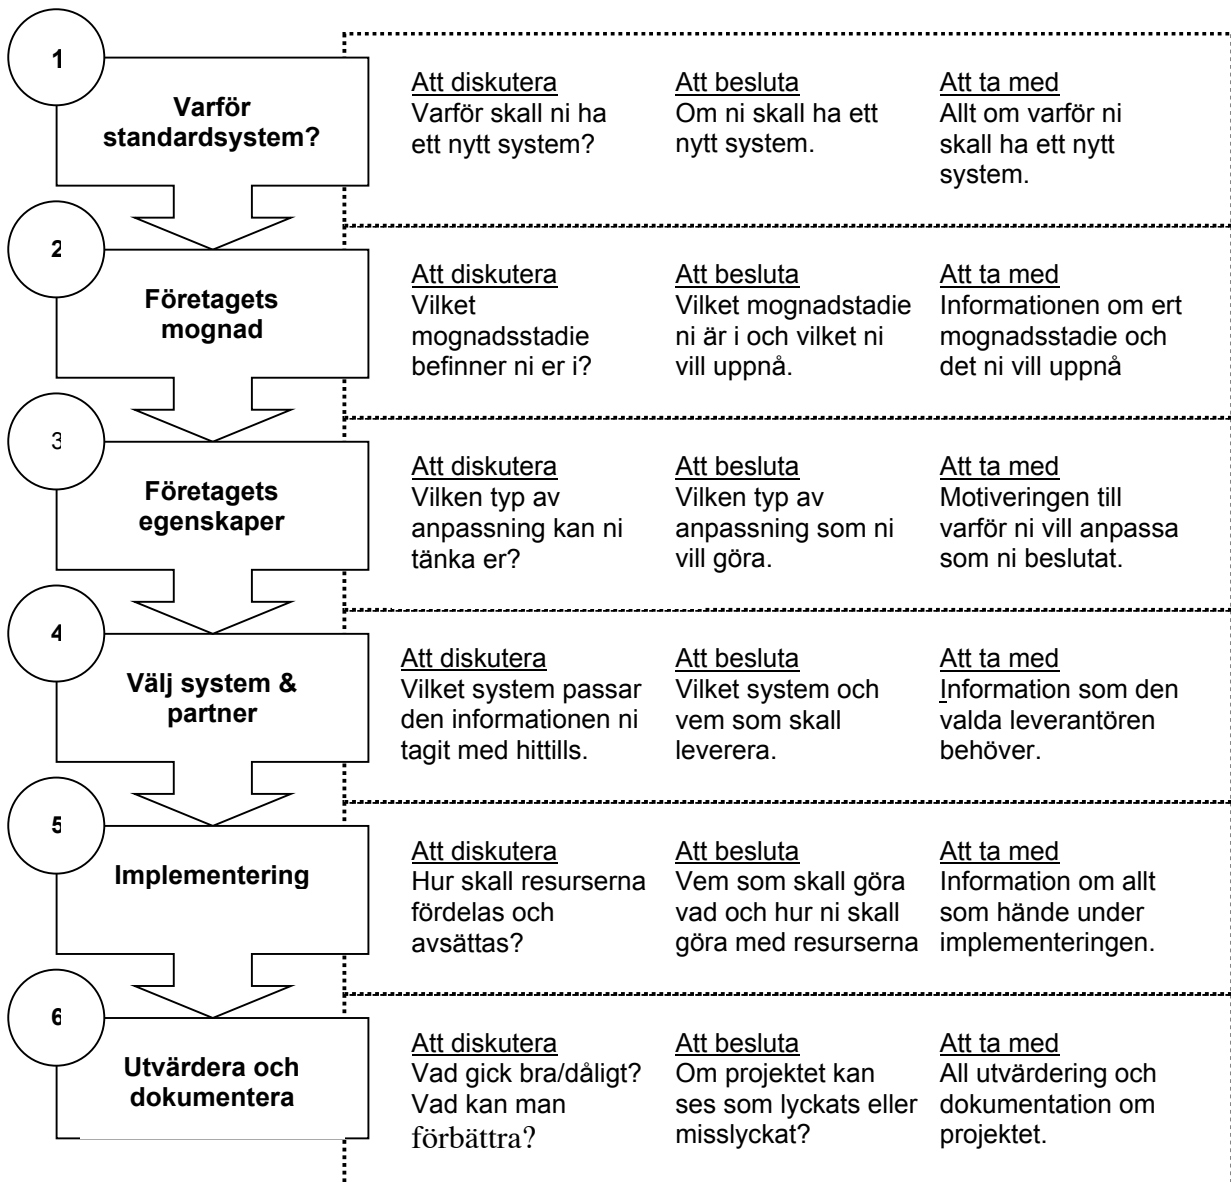 1
Varför
standardsystem?
Att diskutera
Varför skall ni ha
ett nytt system?
Att besluta
Om ni skall ha ett
nytt system.
Att ta med
Allt om varför ni
skall ha ett nytt
system.
2
Företagets
mognad
Att diskutera
Vilket
mognadsstadie
befinner ni er i?
Att besluta
Vilket mognadstadie
ni är i och vilket ni
vill uppnå.
Att ta med
Informationen om ert
mognadsstadie och
det ni vill uppnå
3
Företagets
egenskaper
Att diskutera
Vilken typ av
anpassning kan ni
tänka er?
Att besluta
Vilken typ av
anpassning som ni
vill göra.
Att ta med
Motiveringen till
varför ni vill anpassa
som ni beslutat.
4
Välj system &
partner
Att diskutera
Vilket system passar
den informationen ni
tagit med hittills.
Att besluta
Vilket system och
vem som skall
leverera.
Att ta med
Information som den
valda leverantören
behöver.
5
Implementering
Att diskutera
Hur skall resurserna
fördelas och
avsättas?
Att besluta
Vem som skall göra
vad och hur ni skall
göra med resurserna
Att ta med
Information om allt
som hände under
implementeringen.
6
Utvärdera och
dokumentera
Att diskutera
Vad gick bra/dåligt?
Vad kan man
förbättra?
Att besluta
Om projektet kan
ses som lyckats eller
misslyckat?
Att ta med
All utvärdering och
dokumentation om
projektet.